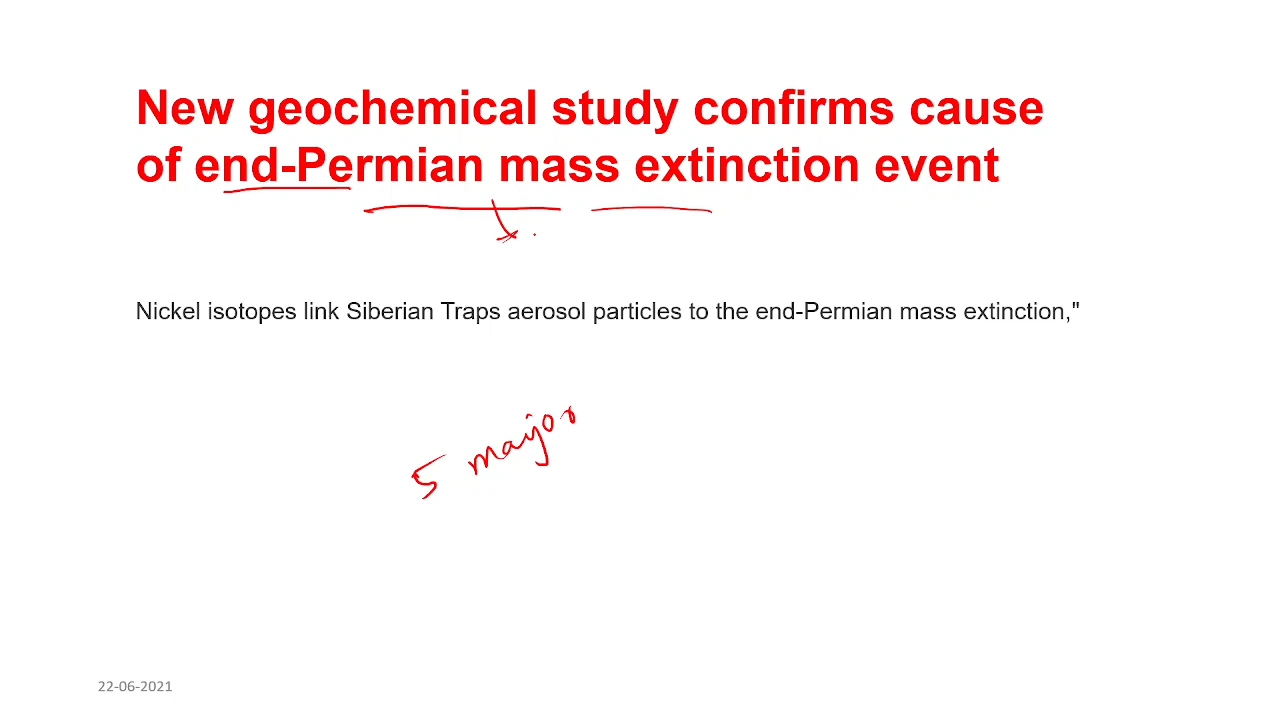 New geochemical study confirms cause
of end-Permian mass extinction event
Nickel isotopes link Siberian Traps aerosol particles to the end-Permian mass extinction,"
5 major
22-06-2021